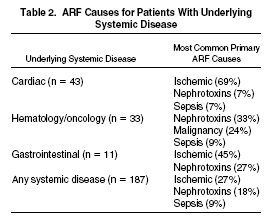 Table 2. ARF Causes for Patients With Underlying
Systemic Disease
Underlying Systemic Disease Most Common Primary
ARF Causes
Cardiac (n = 43) Ischemic (69%)
Nephrotoxins (7%)
Sepsis (7%)
Hematology/oncology (n = 33) Nephrotoxins (33%)
Malignancy (24%)
Sepsis (9%)
Gastrointestinal (n = 11) Ischemic (45%)
Nephrotoxins (27%)
Any systemic disease (n = 187) Ischemic (27%)
Nephrotoxins (18%)
Sepsis (9%)